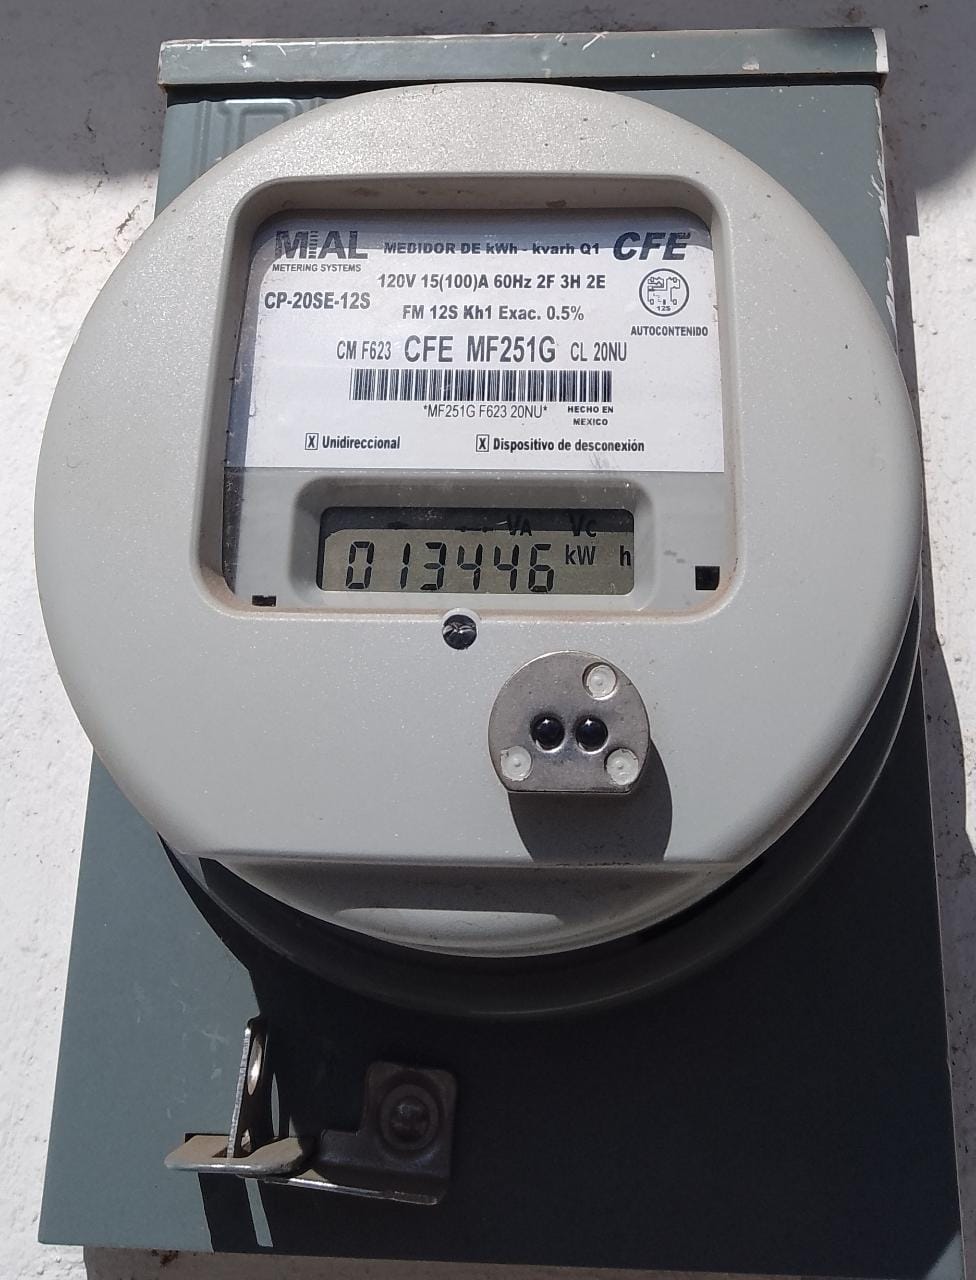 MIAL MEDIDOR DE kWh - kvarh Q1 CFE
METERING SYSTEMS
120V 15(100)A 60Hz 2F 3H 2E
CP-20SE-12S
FM 12S Kh1 Exac. 0.5%
12S
AUTOCONTENIDO
CM F623 CFE MF251G CL 20NU
*MF251G F623 20NU* HECHO EN
MEXICO
X Unidireccional X Dispositivo de desconexión
VA VC
013446 kW h